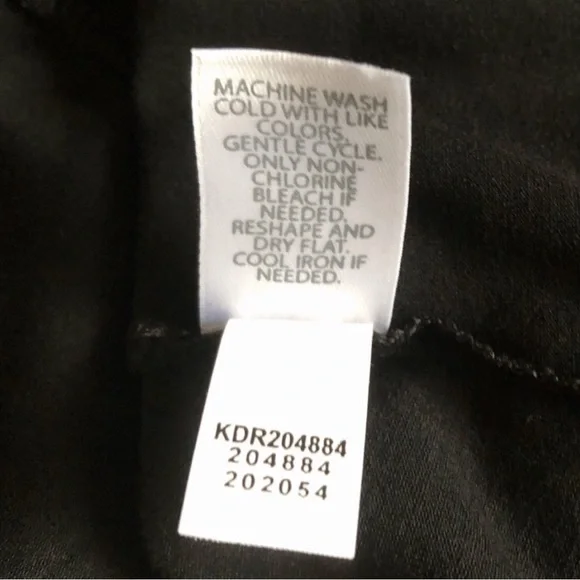 MACHINE WASH
COLD WITH LIKE
COLORS.
GENTLE CYCLE.
ONLY NON-
CHLORINE
BLEACH IF
NEEDED.
RESHAPE AND
DRY FLAT.
COOL IRON IF
NEEDED.
KDR204884
204884
202054